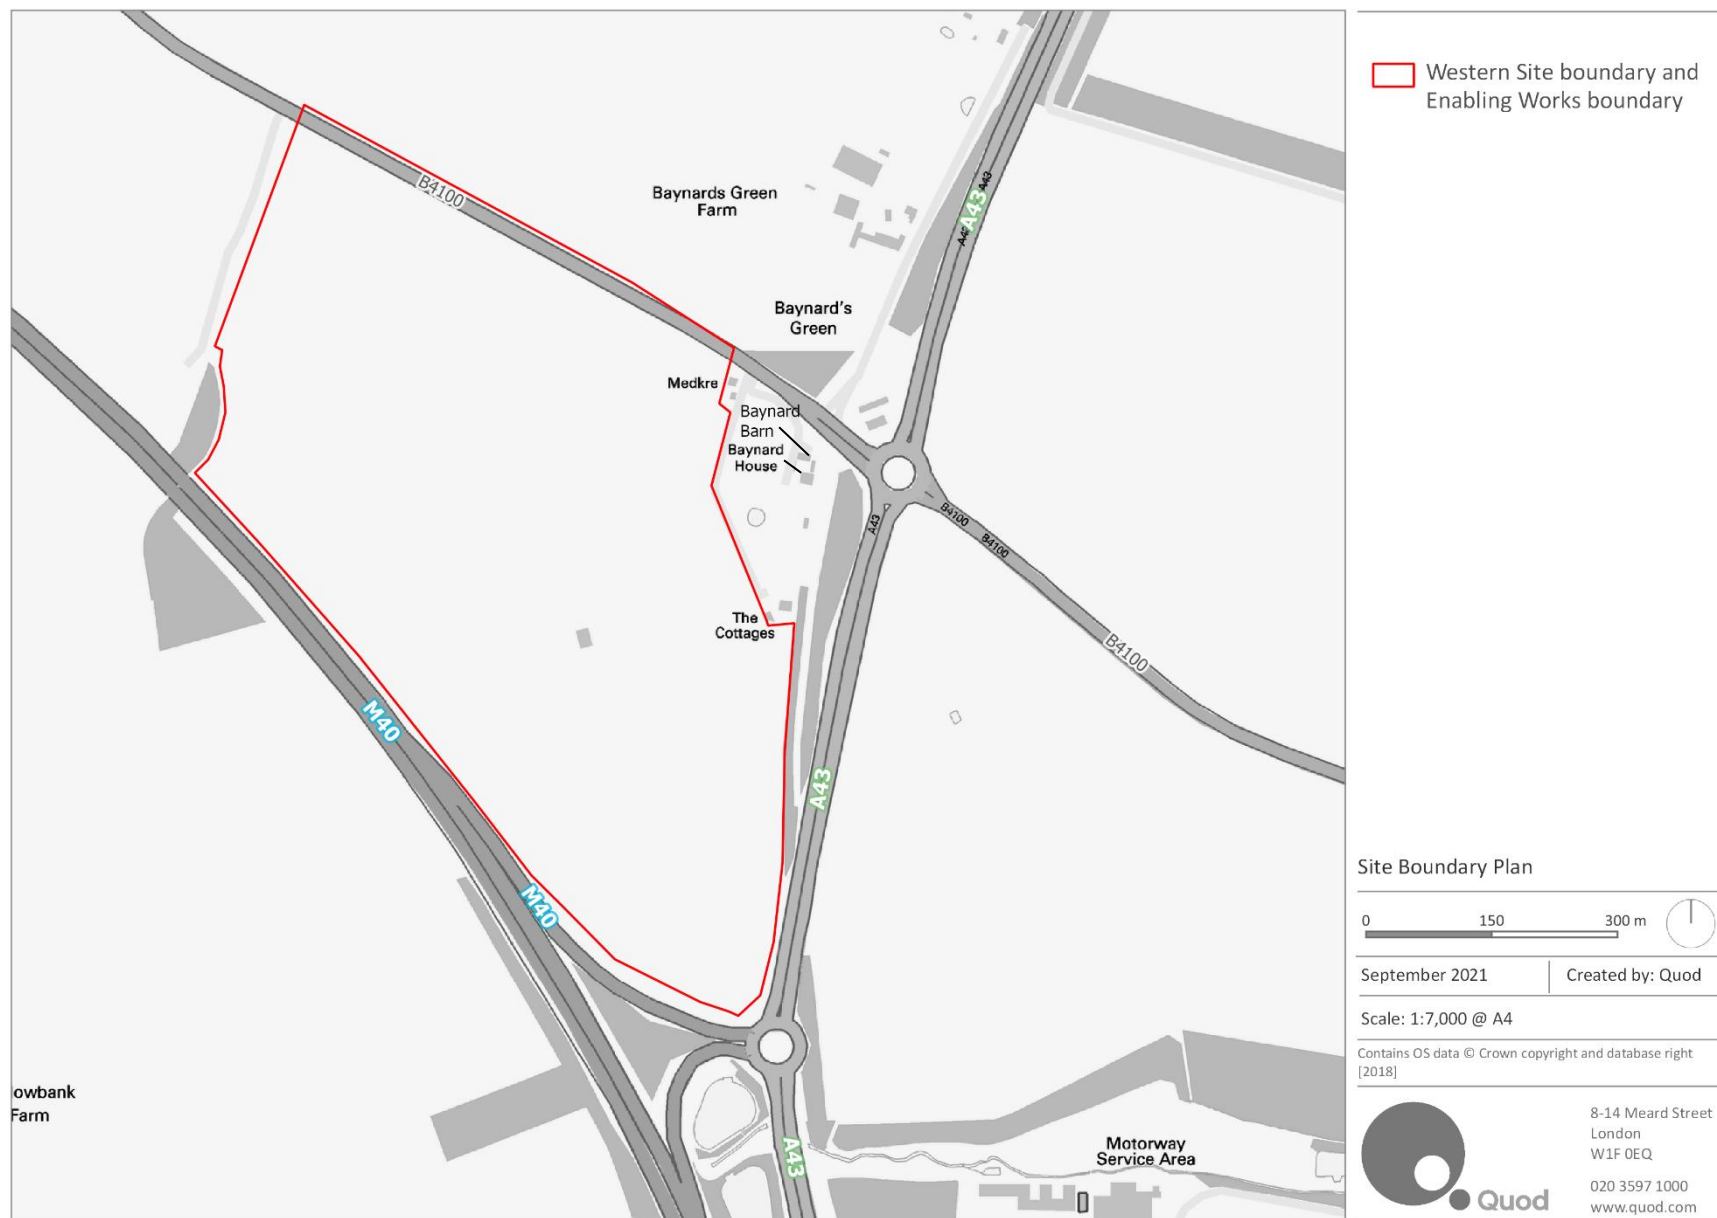 Western Site boundary and
Enabling Works boundary
B4100
Baynards Green
Farm
A43
A43
Baynard's
Green
Medkre
Baynard
Barn
Baynard
House
A43
B4100
B4100
The
Cottages
B4100
M40
A43
M40
lowbank
Farm
A43
Motorway
Service Area
Site Boundary Plan
0 150 300 m
September 2021 Created by: Quod
Scale: 1:7,000 @ A4
Contains OS data © Crown copyright and database right
[2018]
8-14 Meard Street
London
W1F 0EQ
020 3597 1000
www.quod.com
Quod